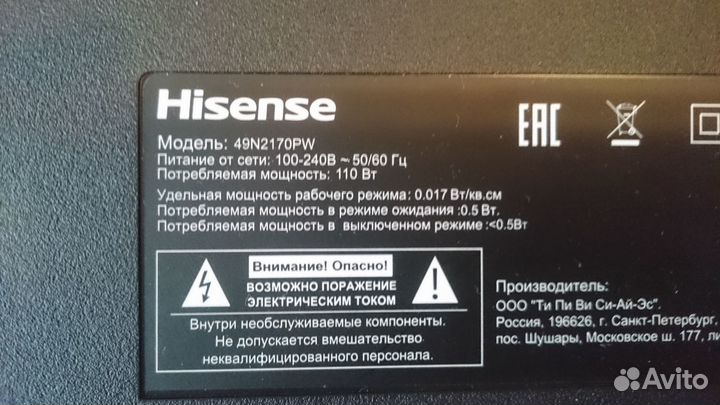 Hisense
Модель: 49N2170PW
Питание от сети: 100-240В ~ 50/60 Гц
Потребляемая мощность: 110 Вт
Удельная мощность рабочего режима: 0.017 Вт/кв.см
Потребляемая мощность в режиме ожидания :0.5 Вт.
Потребляемая мощность в выключенном режиме :<0.5Вт
EAC
Внимание! Опасно!
ВОЗМОЖНО ПОРАЖЕНИЕ
ЭЛЕКТРИЧЕСКИМ ТОКОМ
Внутри необслуживаемые компоненты.
Не допускается вмешательство
неквалифицированного персонала.
Производитель:
ООО "Ти Пи Ви Си-Ай-Эс".
Россия, 196626, г. Санкт-Петербург.
пос. Шушары, Московское ш. 177, ли
Avito